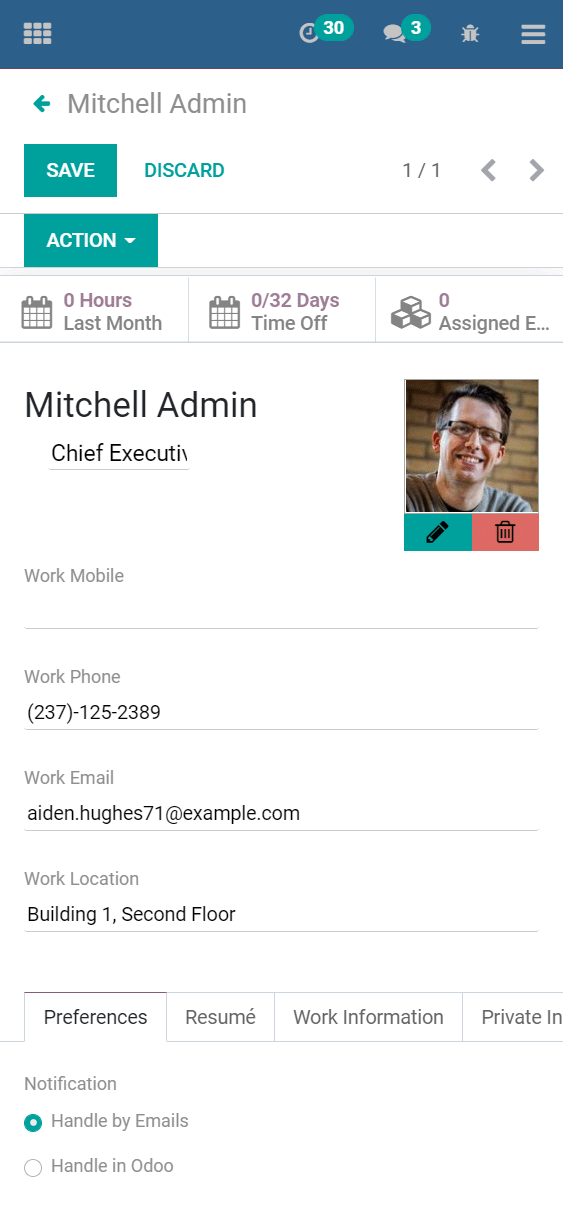 30
3
Mitchell Admin
SAVE DISCARD 1 / 1
ACTION
0 Hours
Last Month
0/32 Days
Time Off
0
Assigned E...
Mitchell Admin
Chief Executiv
Work Mobile
Work Phone
(237)-125-2389
Work Email
aiden.hughes71@example.com
Work Location
Building 1, Second Floor
Preferences Resumé Work Information Private In
Notification
Handle by Emails
Handle in Odoo